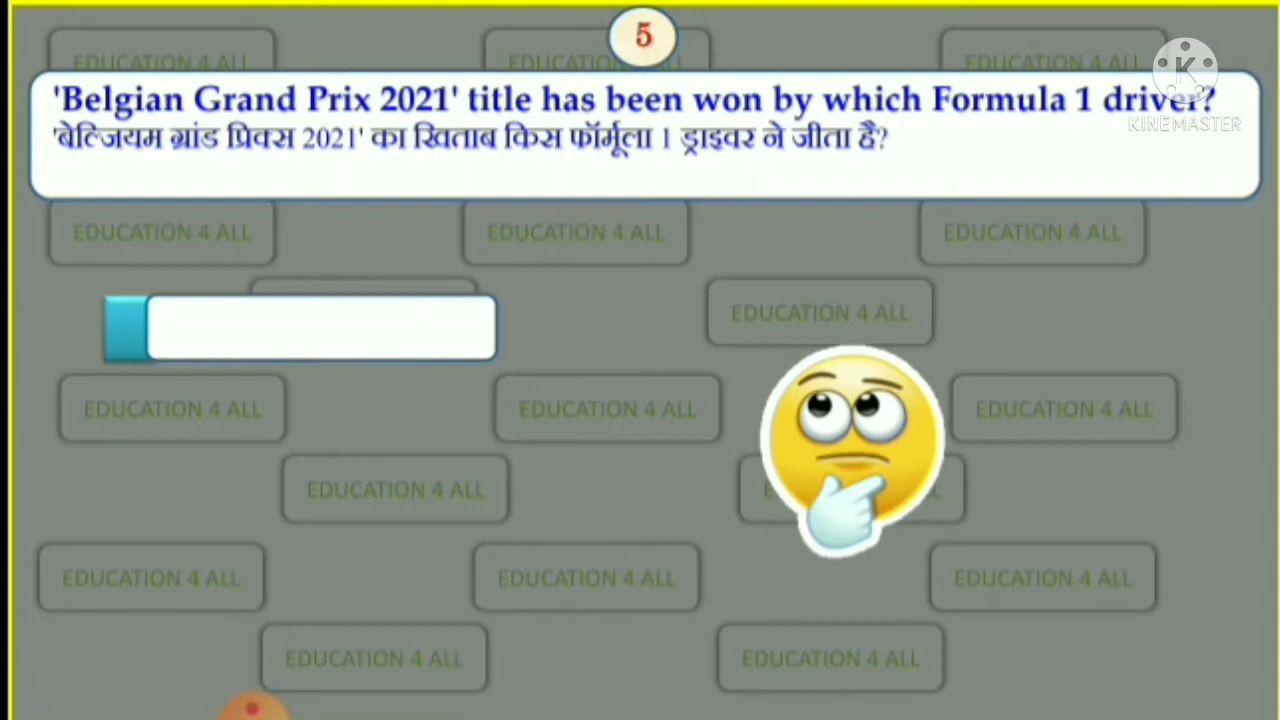 5
EDUCATION 4 ALL
EDUCATION 4 ALL
EDUCATION 4 ALL
K
KINEMASTER
'Belgian Grand Prix 2021' title has been won by which Formula 1 driver?
'बेल्जियम ग्रांड प्रिक्स 2021' का खिताब किस फॉर्मूला 1 ड्राइवर ने जीता है?
EDUCATION 4 ALL
EDUCATION 4 ALL
EDUCATION 4 ALL
EDUCATION 4 ALL
EDUCATION 4 ALL
EDUCATION 4 ALL
EDUCATION 4 ALL
EDUCATION 4 ALL
EDUCATION 4 ALL
EDUCATION 4 ALL
EDUCATION 4 ALL
EDUCATION 4 ALL
EDUCATION 4 ALL